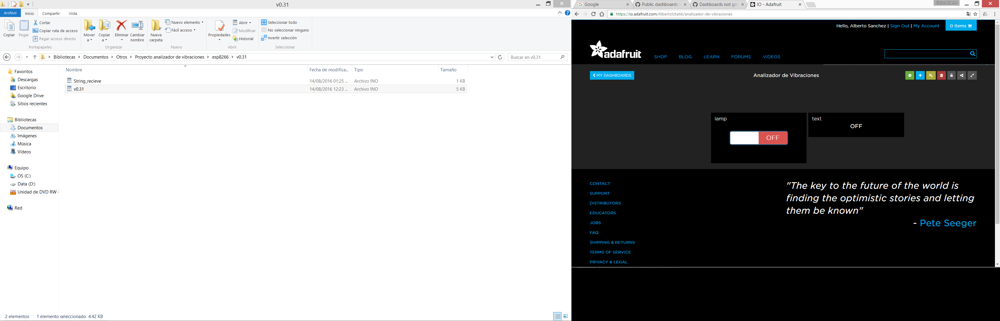 v0.31
Archivo Inicio Compartir Vista
Copiar
Pegar
Cortar
Copiar ruta de acceso
Pegar acceso directo
Portapapeles
Mover a
Copiar a
Eliminar
Cambiar nombre
Organizar
Nueva carpeta
Nuevo elemento
Fácil acceso
Nuevo
Propiedades
Abrir
Modificar
Historial
Abrir
Seleccionar todo
No seleccionar ninguno
Invertir selección
Seleccionar
Bibliotecas Documentos Otros Proyecto analizador de vibraciones esp8266 v0.31
Buscar en v0.31
Favoritos
Descargas
Escritorio
Google Drive
Sitios recientes
Bibliotecas
Documentos
Imágenes
Música
Vídeos
Equipo
OS (C:)
Data (D:)
Unidad de DVD RW
Red
Nombre Fecha de modifica... Tipo Tamaño
String_recieve 14/08/2016 01:25 ... Archivo INO 1 KB
v0.31 14/08/2016 12:23 ... Archivo INO 5 KB
2 elementos 1 elemento seleccionado 4.42 KB
Google
Public dashboards
Dashboards not goi
IO - Adafruit
Carlos Alberto
https://io.adafruit.com/Albertolztatik/analizador-de-vibraciones
Hello, Alberto Sanchez | Sign Out | My Account
0 Items
adafruit
SHOP BLOG LEARN FORUMS VIDEOS
MY DASHBOARDS
Analizador de Vibraciones
lamp
OFF
text
OFF
CONTACT
SUPPORT
DISTRIBUTORS
EDUCATORS
JOBS
FAQ
SHIPPING & RETURNS
TERMS OF SERVICE
PRIVACY & LEGAL
"The key to the future of the world is
finding the optimistic stories and letting
them be known"
- Pete Seeger